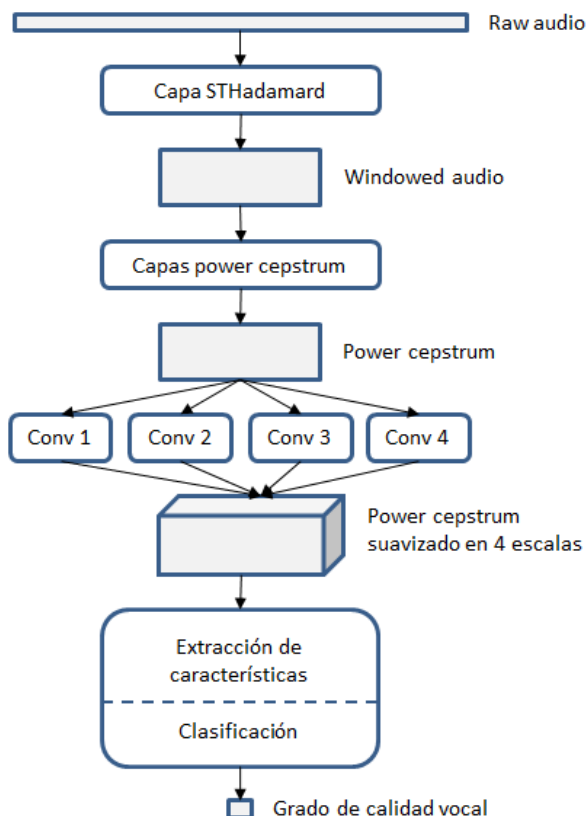 Raw audio
Capa STHadamard
Windowed audio
Capas power cepstrum
Power cepstrum
Conv 1
Conv 2
Conv 3
Conv 4
Power cepstrum
suavizado en 4 escalas
Extracción de
características
Clasificación
Grado de calidad vocal